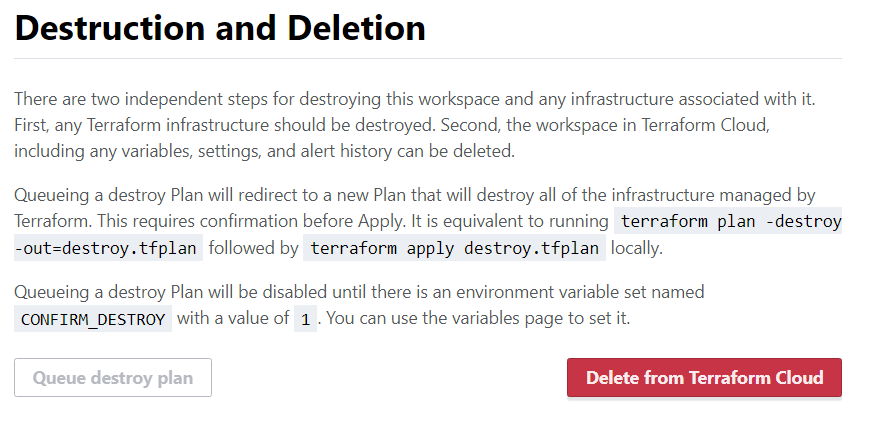 Destruction and Deletion
There are two independent steps for destroying this workspace and any infrastructure associated with it.
First, any Terraform infrastructure should be destroyed. Second, the workspace in Terraform Cloud,
including any variables, settings, and alert history can be deleted.
Queueing a destroy Plan will redirect to a new Plan that will destroy all of the infrastructure managed by
Terraform. This requires confirmation before Apply. It is equivalent to running terraform plan -destroy
-out=destroy.tfplan followed by terraform apply destroy.tfplan locally.
Queueing a destroy Plan will be disabled until there is an environment variable set named
CONFIRM_DESTROY with a value of 1 . You can use the variables page to set it.
Queue destroy plan Delete from Terraform Cloud